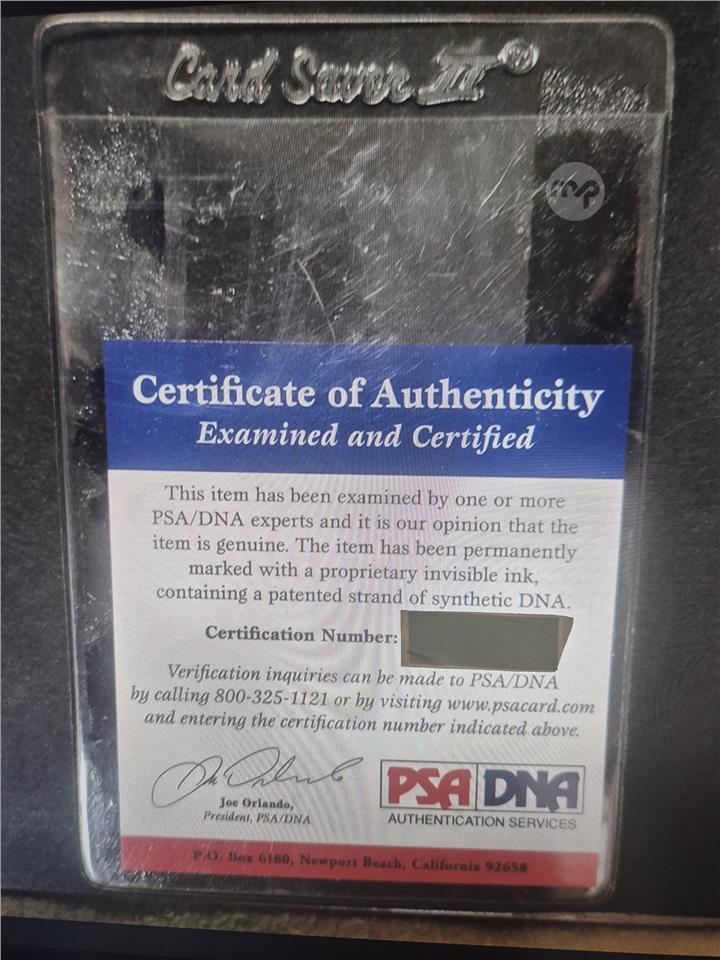 Card Saver III®
mp
Certificate of Authenticity
Examined and Certified
This item has been examined by one or more
PSA/DNA experts and it is our opinion that the
item is genuine. The item has been permanently
marked with a proprietary invisible ink,
containing a patented strand of synthetic DNA.
Certification Number:
Verification inquiries can be made to PSA/DNA
by calling 800-325-1121 or by visiting www.psacard.com
and entering the certification number indicated above.
Joe Orlando,
President, PSA/DNA
PSA DNA
AUTHENTICATION SERVICES
P.O. Box 6180, Newport Beach, California 92658